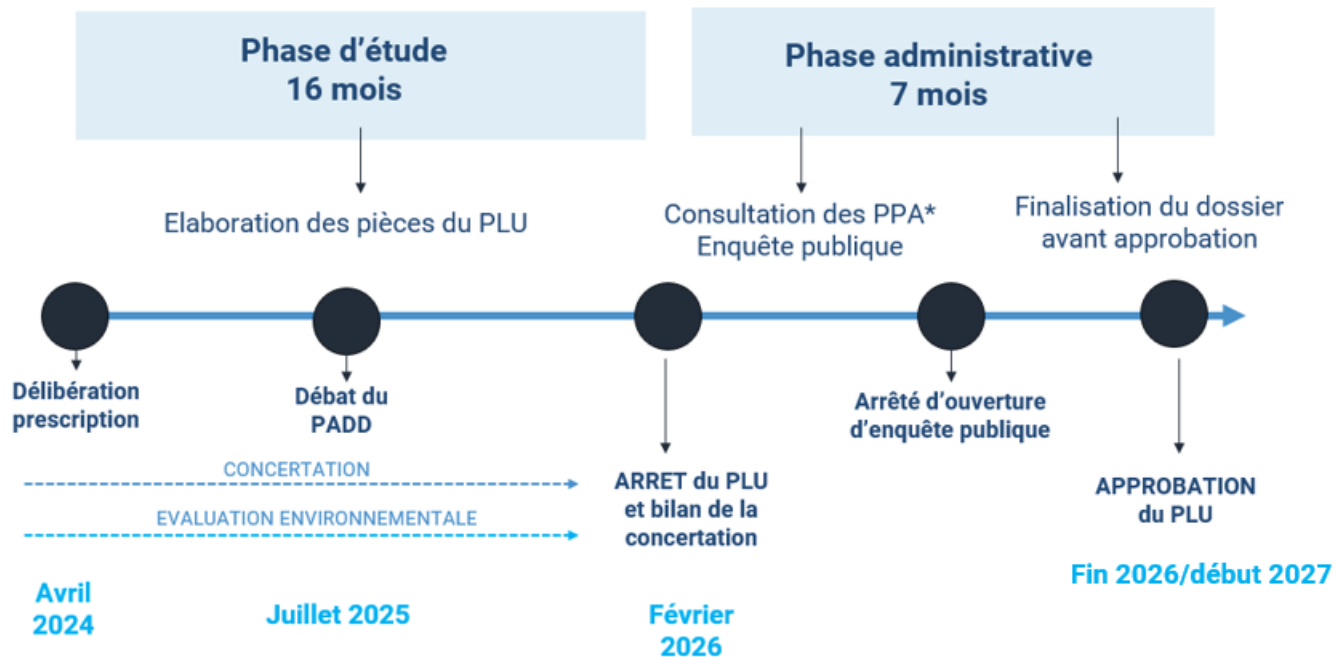 Phase d’étude
16 mois
Phase administrative
7 mois
Elaboration des pièces du PLU
Consultation des PPA*
Enquête publique
Finalisation du dossier
avant approbation
Délibération
prescription
Débat du
PADD
ARRET du PLU
et bilan de la
concertation
Arrêté d’ouverture
d’enquête publique
APPROBATION
du PLU
CONCERTATION
EVALUATION ENVIRONNEMENTALE
Avril
2024
Juillet 2025
Février
2026
Fin 2026/début 2027